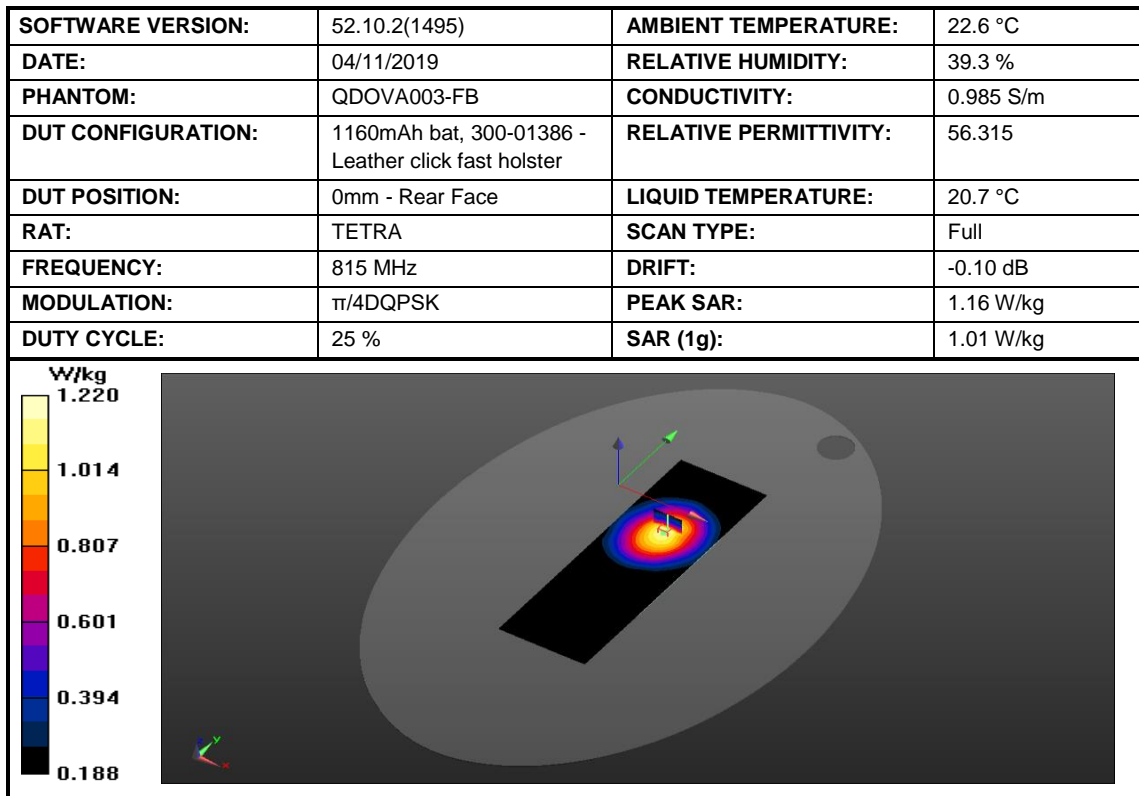 SOFTWARE VERSION: 52.10.2(1495) AMBIENT TEMPERATURE: 22.6 °C
DATE: 04/11/2019 RELATIVE HUMIDITY: 39.3 %
PHANTOM: QDOVA003-FB CONDUCTIVITY: 0.985 S/m
DUT CONFIGURATION: 1160mAh bat, 300-01386 - RELATIVE PERMITTIVITY: 56.315
Leather click fast holster
DUT POSITION: 0mm - Rear Face LIQUID TEMPERATURE: 20.7 °C
RAT: TETRA SCAN TYPE: Full
FREQUENCY: 815 MHz DRIFT: -0.10 dB
MODULATION: π/4DQPSK PEAK SAR: 1.16 W/kg
DUTY CYCLE: 25 % SAR (1g): 1.01 W/kg
W/kg
1.220
1.014
0.807
0.601
0.394
0.188
z y
x